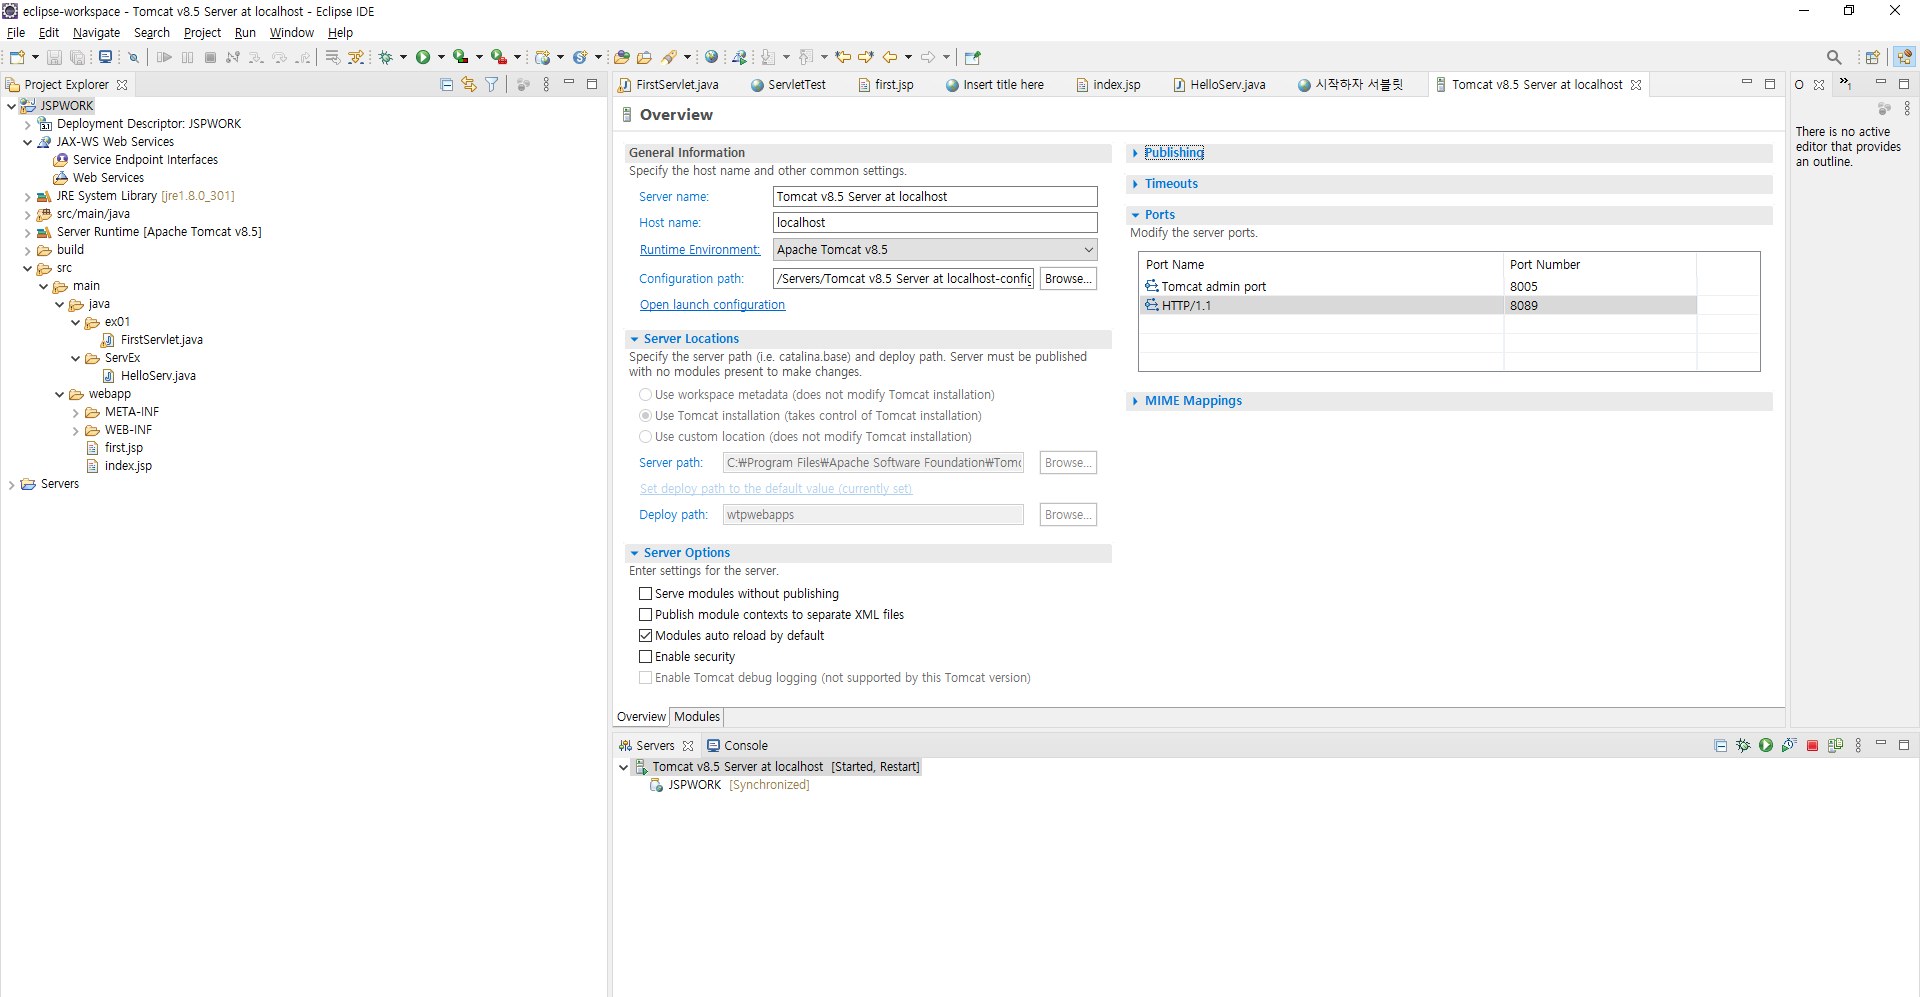 eclipse-workspace - Tomcat v8.5 Server at localhost - Eclipse IDE
File Edit Navigate Search Project Run Window Help
Project Explorer
JSPWORK
Deployment Descriptor: JSPWORK
JAX-WS Web Services
Service Endpoint Interfaces
Web Services
JRE System Library [jre1.8.0_301]
src/main/java
Server Runtime [Apache Tomcat v8.5]
build
src
main
java
ex01
FirstServlet.java
ServEx
HelloServ.java
webapp
META-INF
WEB-INF
first.jsp
index.jsp
Servers
FirstServlet.java ServletTest first.jsp Insert title here index.jsp HelloServ.java 시작하자 서블릿 Tomcat v8.5 Server at localhost
Overview
General Information
Specify the host name and other common settings.
Server name: Tomcat v8.5 Server at localhost
Host name: localhost
Runtime Environment: Apache Tomcat v8.5
Configuration path: /Servers/Tomcat v8.5 Server at localhost-config Browse...
Open launch configuration
Server Locations
Specify the server path (i.e. catalina.base) and deploy path. Server must be published
with no modules present to make changes.
Use workspace metadata (does not modify Tomcat installation)
Use Tomcat installation (takes control of Tomcat installation)
Use custom location (does not modify Tomcat installation)
Server path: C:₩Program Files₩Apache Software Foundation₩Tomc Browse...
Set deploy path to the default value (currently set)
Deploy path: wtpwebapps Browse...
Server Options
Enter settings for the server.
Serve modules without publishing
Publish module contexts to separate XML files
Modules auto reload by default
Enable security
Enable Tomcat debug logging (not supported by this Tomcat version)
Publishing
Timeouts
Ports
Modify the server ports.
Port Name Port Number
Tomcat admin port 8005
HTTP/1.1 8089
MIME Mappings
Overview Modules
O
»1
There is no active
editor that provides
an outline.
Servers Console
Tomcat v8.5 Server at localhost [Started, Restart]
JSPWORK [Synchronized]